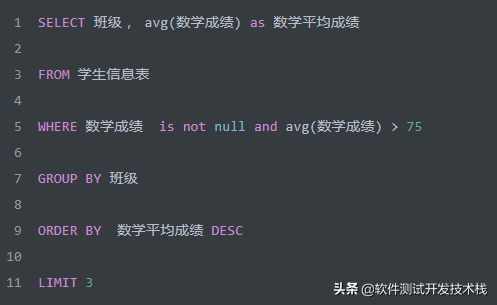 1 SELECT 班级， avg(数学成绩) as 数学平均成绩
2
3 FROM 学生信息表
4
5 WHERE 数学成绩 is not null and avg(数学成绩) > 75
6
7 GROUP BY 班级
8
9 ORDER BY 数学平均成绩 DESC
10
11 LIMIT 3
头条 @软件测试开发技术栈